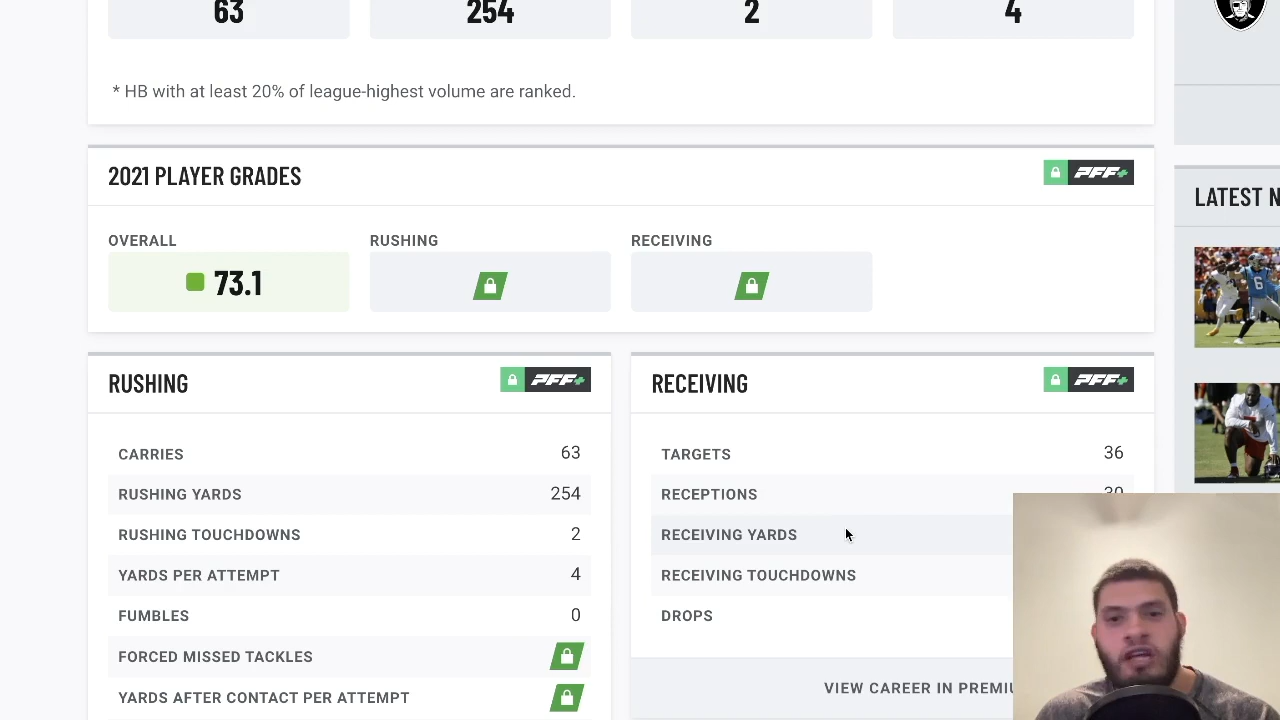 63 254 2 4
* HB with at least 20% of league-highest volume are ranked.
2021 PLAYER GRADES PFF+
LATEST N
OVERALL RUSHING RECEIVING
73.1
RUSHING PFF+
RECEIVING PFF+
CARRIES 63
RUSHING YARDS 254
RUSHING TOUCHDOWNS 2
YARDS PER ATTEMPT 4
FUMBLES 0
FORCED MISSED TACKLES
YARDS AFTER CONTACT PER ATTEMPT
TARGETS 36
RECEPTIONS 30
RECEIVING YARDS
RECEIVING TOUCHDOWNS
DROPS
VIEW CAREER IN PREMIU